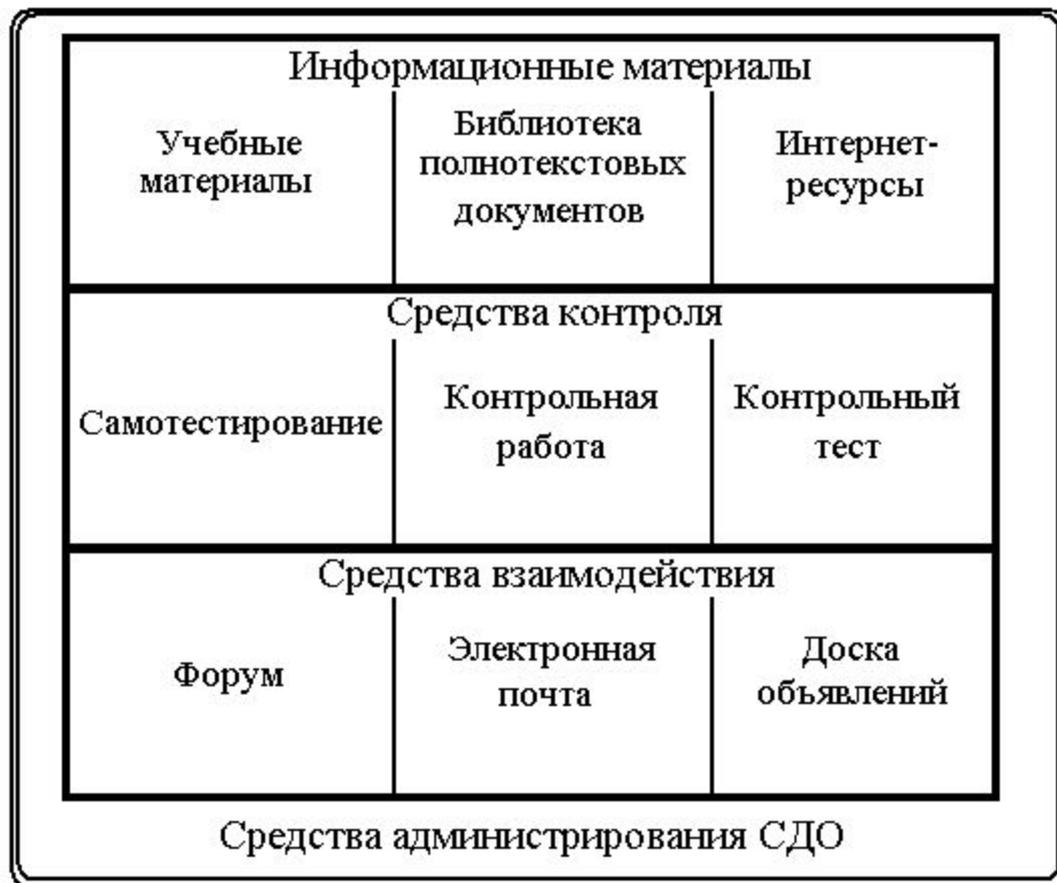 Информационные материалы
Учебные
материалы
Библиотека
полнотекстовых
документов
Интернет-
ресурсы
Средства контроля
Самотестирование
Контрольная
работа
Контрольный
тест
Средства взаимодействия
Форум
Электронная
почта
Доска
объявлений
Средства администрирования СДО